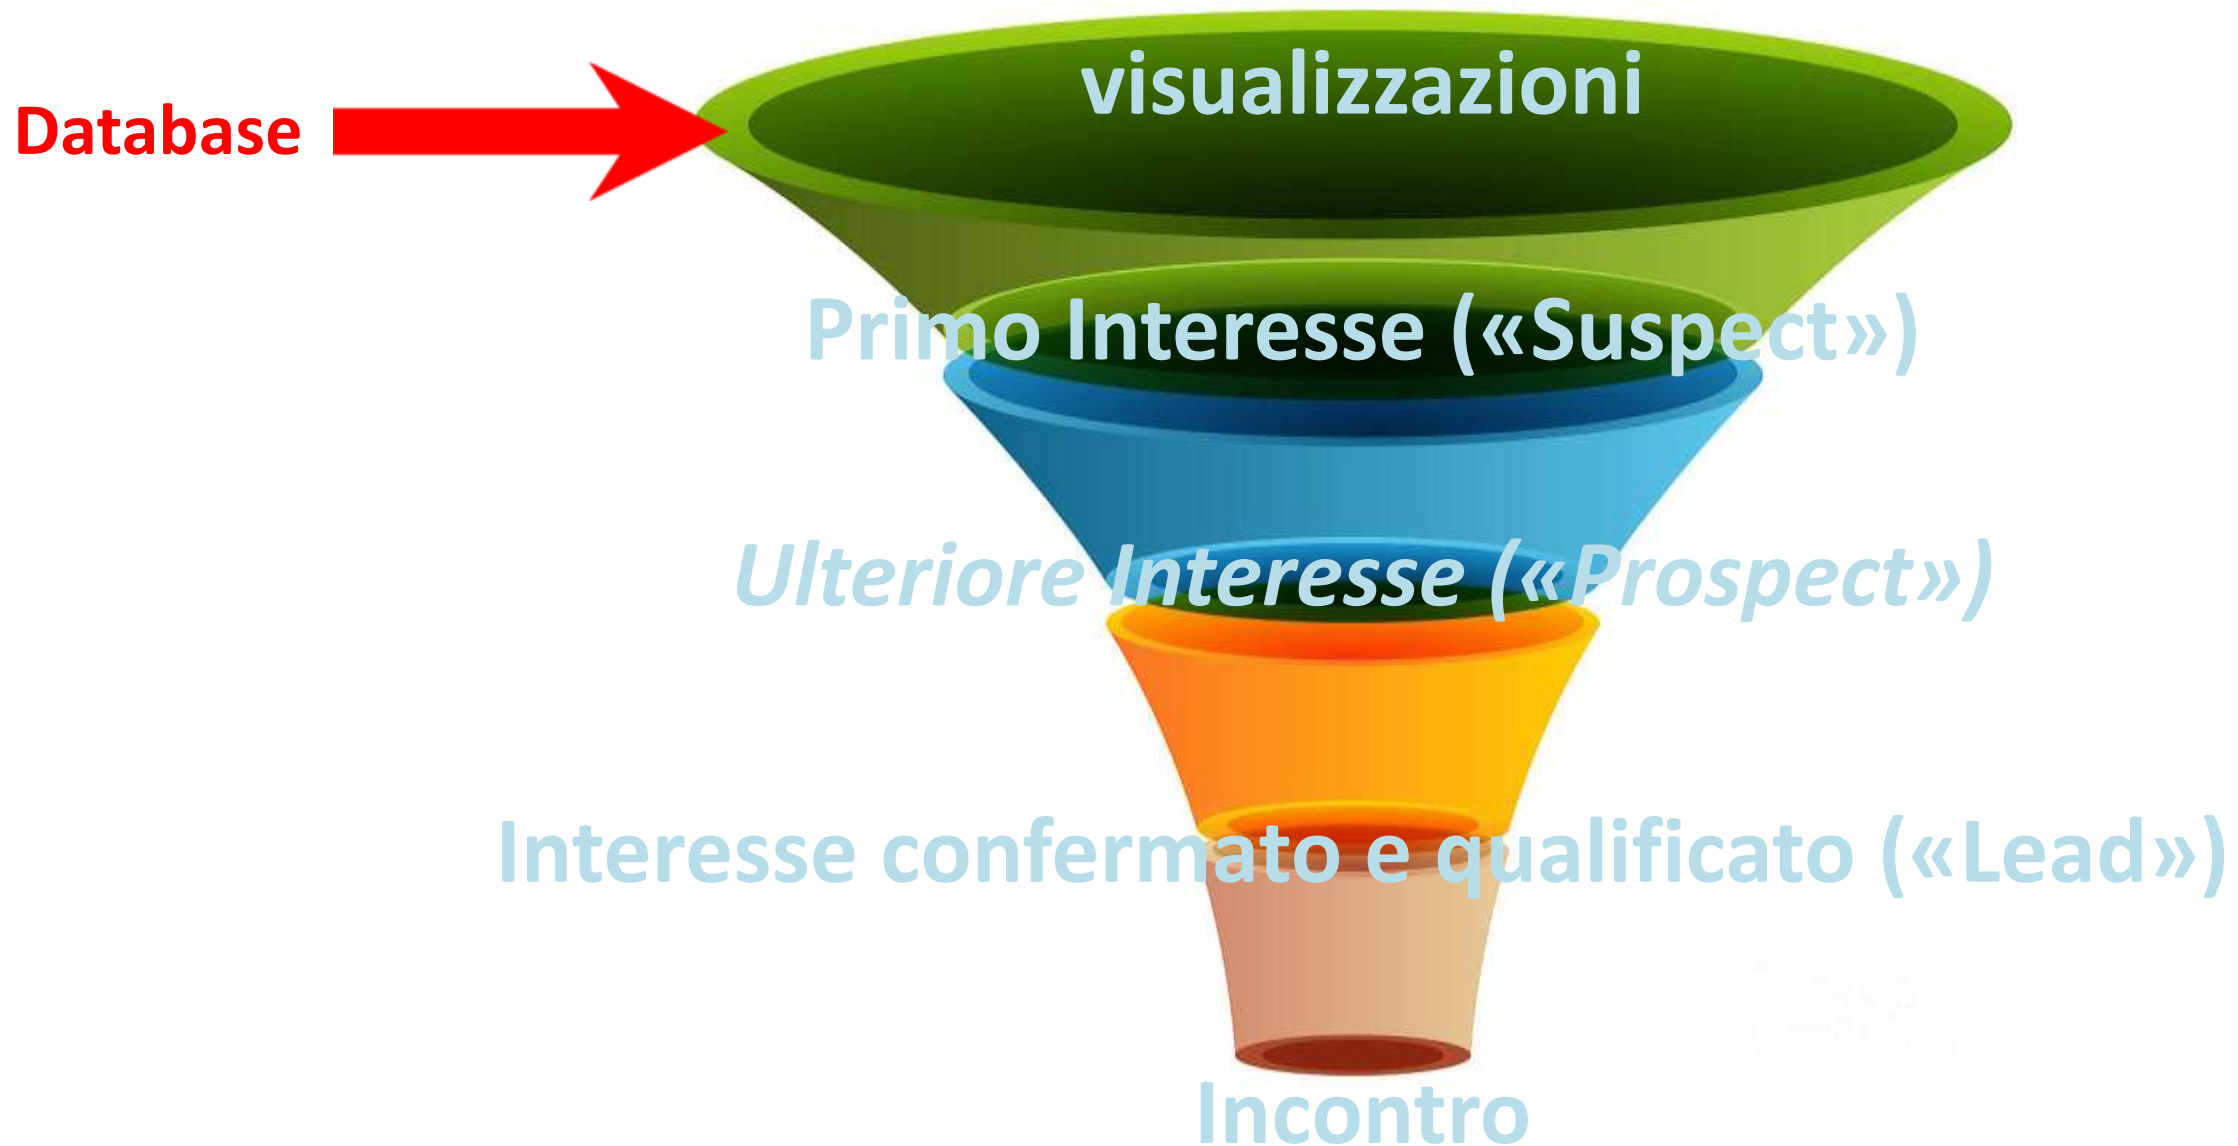 visualizzazioni
Database
Primo Interesse («Suspect»)
Ulteriore Interesse («Prospect»)
Interesse confermato e qualificato («Lead»)
Incontro